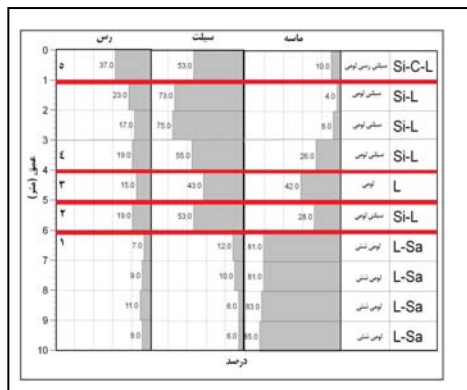 رس سیلت ماسه
0
۵ 37.0 53.0 10.0 سیلتی رسی لومی Si-C-L
1
23.0 73.0 4.0 سیلتی لومی Si-L
2
17.0 75.0 8.0 سیلتی لومی Si-L
3
٤ 19.0 55.0 26.0 سیلتی لومی Si-L
4
۳ 15.0 43.0 42.0 لومی L
5
۲ 19.0 53.0 28.0 سیلتی لومی Si-L
6
۱ 7.0 12.0 81.0 لومی شنی L-Sa
7
9.0 10.0 81.0 لومی شنی L-Sa
8
11.0 6.0 83.0 لومی شنی L-Sa
9
9.0 6.0 85.0 لومی شنی L-Sa
10
عمق (متر)
درصد